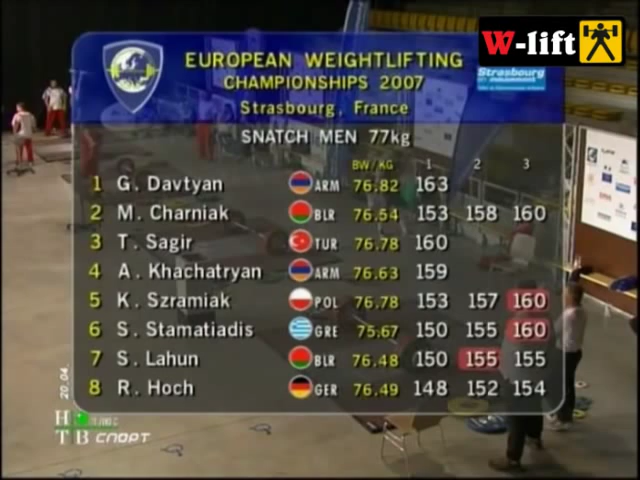 W-lift
EUROPEAN WEIGHTLIFTING
CHAMPIONSHIPS 2007
Strasbourg
Strasbourg, France
SNATCH MEN 77kg
BW/KG 1 2 3
1 G. Davtyan ARM 76.82 163
2 M. Charniak BLR 76.54 153 158 160
3 T. Sagir TUR 76.78 160
4 A. Khachatryan ARM 76.63 159
5 K. Szramiak POL 76.78 153 157 160
6 S. Stamatiadis GRE 75.67 150 155 160
7 S. Lahun BLR 76.48 150 155 155
8 R. Hoch GER 76.49 148 152 154
20.04.
НТВ ПЛЮС
СПОРТ